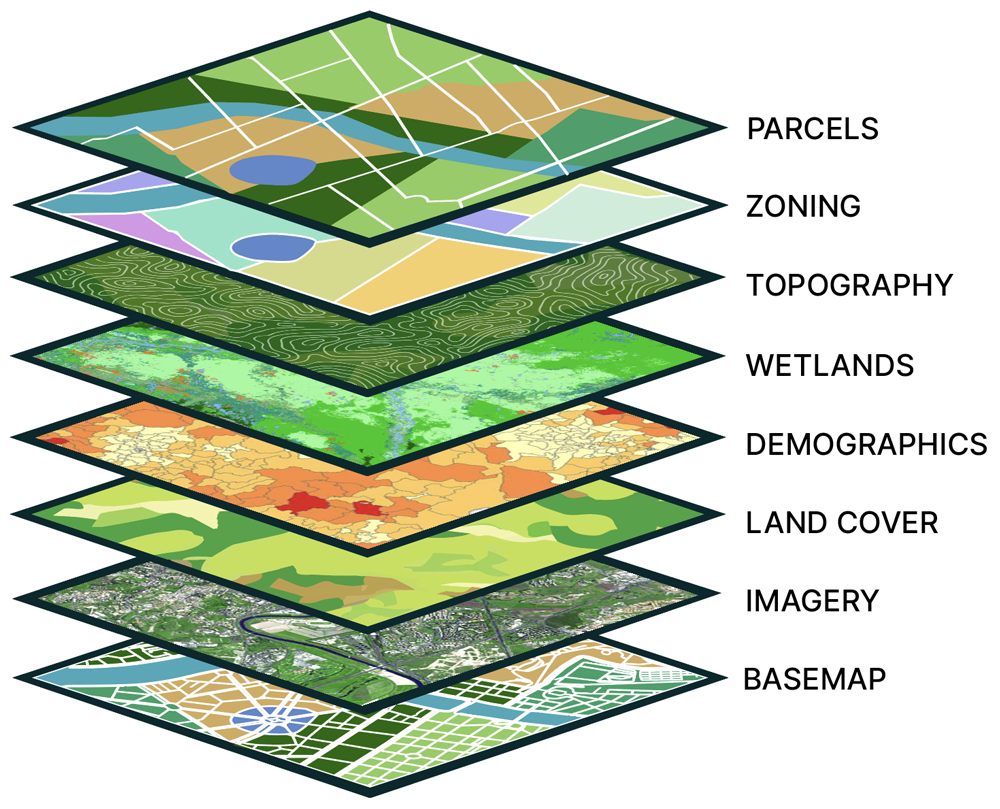 PARCELS
ZONING
TOPOGRAPHY
WETLANDS
DEMOGRAPHICS
LAND COVER
IMAGERY
BASEMAP